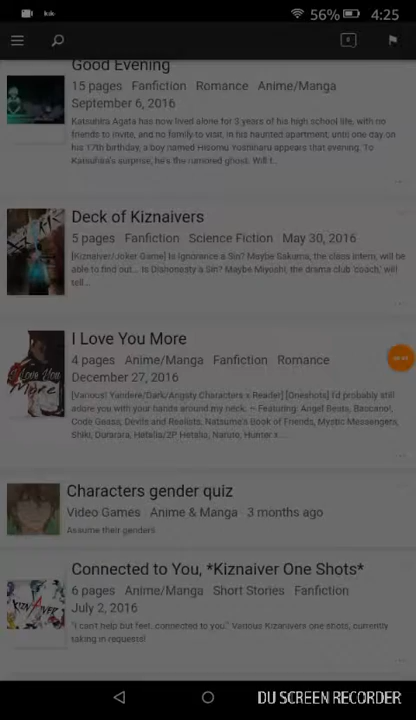 56% 4:25
Good Evening
15 pages Fanfiction Romance Anime/Manga
September 6, 2016
Katsuhira Agata has now lived alone for 3 years of his high school life, with no
friends to invite, and no family to visit, in his haunted apartment, until one day on
his 17th birthday, a boy named Hisomu Yoshiharu appears that evening. To
Katsuhira's surprise, he's the rumored ghost. Will t...
Deck of Kiznaivers
5 pages Fanfiction Science Fiction May 30, 2016
[Kiznaiver/Joker Game] Is Ignorance a Sin? Maybe Sakuma, the class intern, will be
able to find out... Is Dishonesty a Sin? Maybe Miyoshi, the drama club 'coach,' will
tell...
I Love You More
4 pages Anime/Manga Fanfiction Romance
December 27, 2016
[Various! Yandere/Dark/Angsty Characters x Reader] [Oneshots] I'd probably still
adore you with your hands around my neck. ~ Featuring: Angel Beats, Baccano!,
Code Geass, Devils and Realists, Natsume's Book of Friends, Mystic Messenger,
Shiki, Durarara, Hetalia/2P Hetalia, Naruto, Hunter x...
I Love You
More
Characters gender quiz
Video Games · Anime & Manga · 3 months ago
Assume their genders.
Connected to You, *Kiznaiver One Shots*
6 pages Anime/Manga Short Stories Fanfiction
July 2, 2016
"I can't help but feel..connected to you." Various Kiznaivers one shots, currently
taking in requests!
KIZNAIVER
DU SCREEN RECORDER